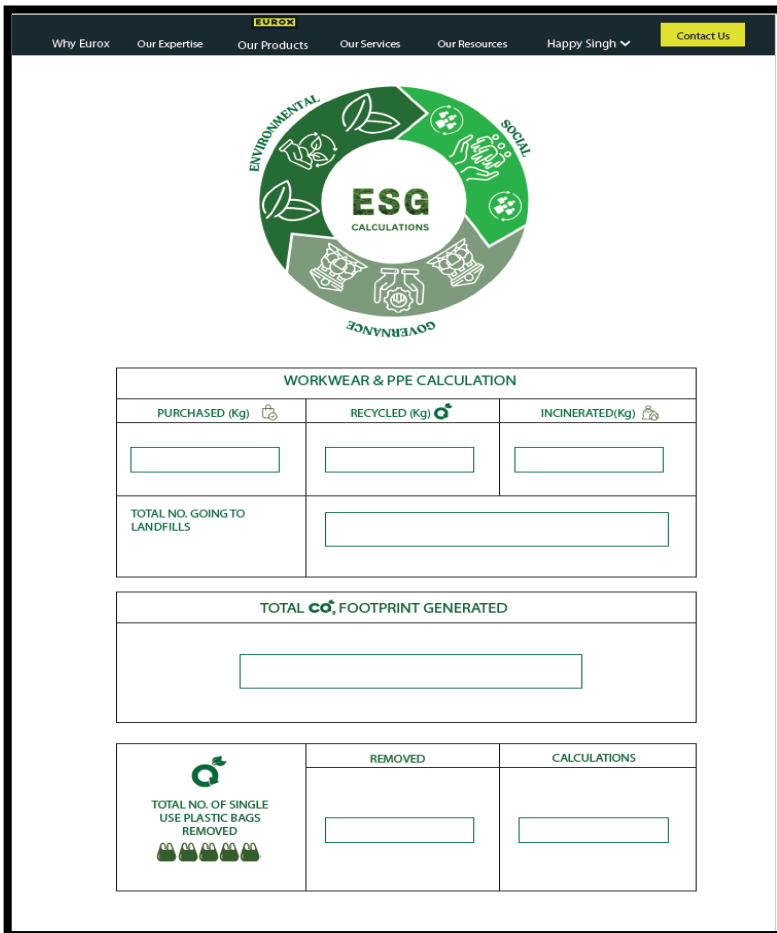 EUROX
Why Eurox
Our Expertise
Our Products
Our Services
Our Resources
Happy Singh
Contact Us
ENVIRONMENTAL
SOCIAL
ESG
CALCULATIONS
GOVERNANCE
WORKWEAR & PPE CALCULATION
PURCHASED (Kg)
RECYCLED (Kg)
INCINERATED(Kg)
TOTAL NO. GOING TO
LANDFILLS
TOTAL CO2 FOOTPRINT GENERATED
TOTAL NO. OF SINGLE
USE PLASTIC BAGS
REMOVED
REMOVED
CALCULATIONS